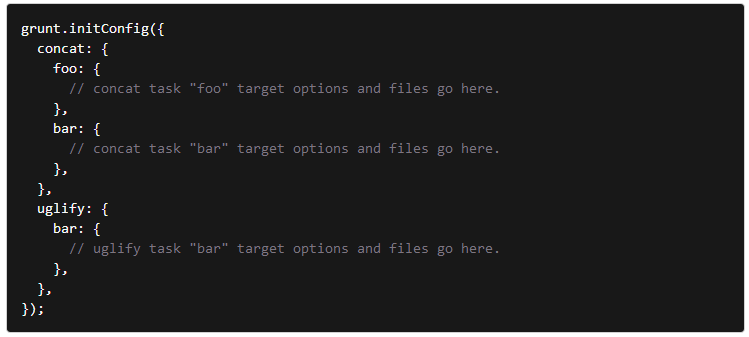 grunt.initConfig({
  concat: {
    foo: {
      // concat task "foo" target options and files go here.
    },
    bar: {
      // concat task "bar" target options and files go here.
    },
  },
  uglify: {
    bar: {
      // uglify task "bar" target options and files go here.
    },
  },
});